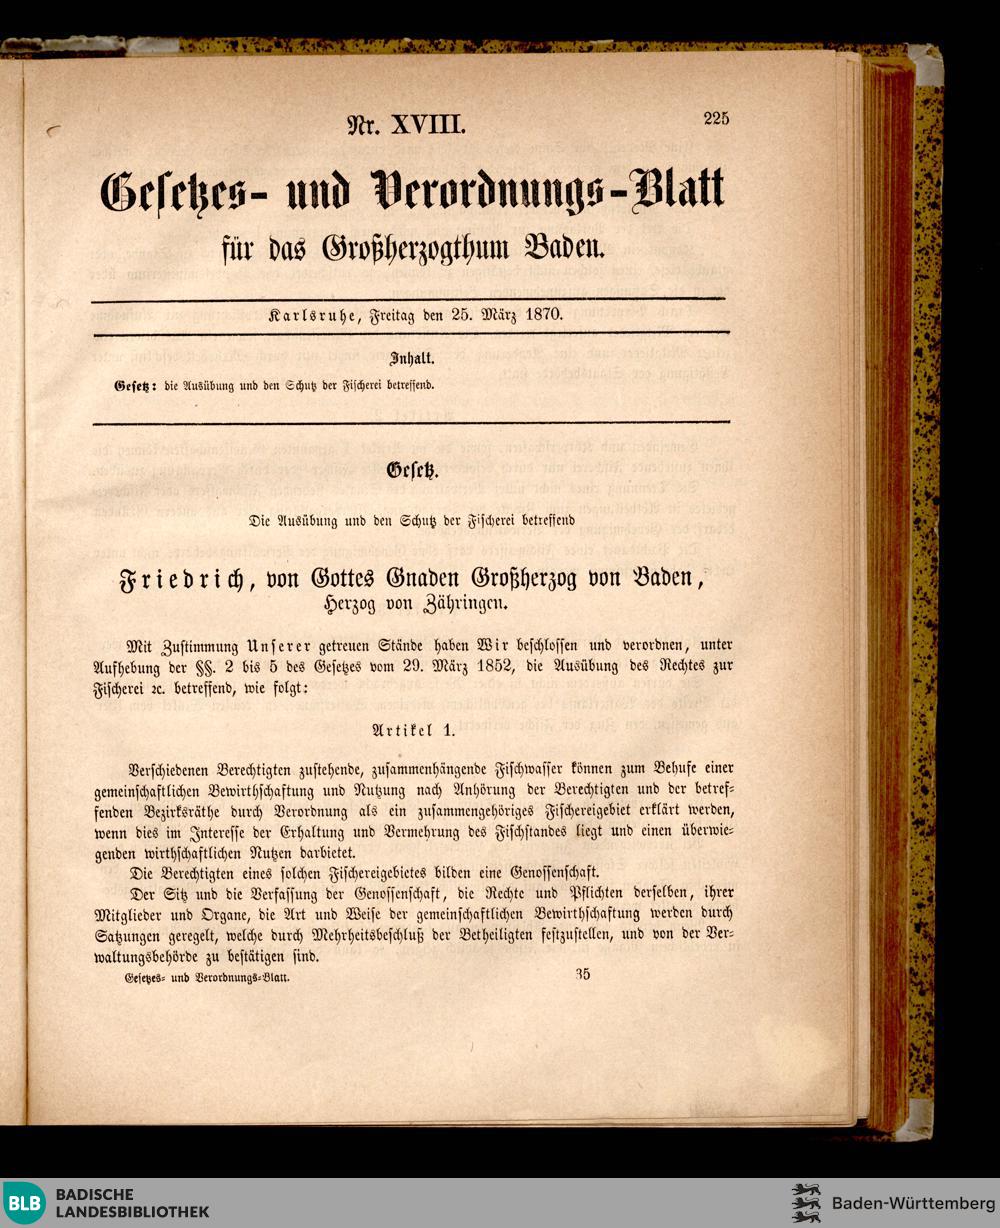 Nr. XVIII.
225
Gesetzes- und Verordnungs-Blatt
für das Großherzogthum Baden.
Karlsruhe, Freitag den 25. März 1870.
Inhalt.
Gesetz: die Ausübung und den Schutz der Fischerei betreffend.
Gesetz.
Die Ausübung und den Schutz der Fischerei betreffend
Friedrich, von Gottes Gnaden Großherzog von Baden,
Herzog von Zähringen.
Mit Zustimmung Unserer getreuen Stände haben Wir beschlossen und verordnen, unter
Aufhebung der §§. 2 bis 5 des Gesetzes vom 29. März 1852, die Ausübung des Rechtes zur
Fischerei ꝛc. betreffend, wie folgt:
Artikel 1.
Verschiedenen Berechtigten zustehende, zusammenhängende Fischwasser können zum Behufe einer
gemeinschaftlichen Bewirthschaftung und Nutzung nach Anhörung der Berechtigten und der betref-
fenden Bezirksräthe durch Verordnung als ein zusammengehöriges Fischereigebiet erklärt werden,
wenn dies im Interesse der Erhaltung und Vermehrung des Fischstandes liegt und einen überwie-
genden wirthschaftlichen Nutzen darbietet.
Die Berechtigten eines solchen Fischereigebietes bilden eine Genossenschaft.
Der Sitz und die Verfassung der Genossenschaft, die Rechte und Pflichten derselben, ihrer
Mitglieder und Organe, die Art und Weise der gemeinschaftlichen Bewirthschaftung werden durch
Satzungen geregelt, welche durch Mehrheitsbeschluß der Betheiligten festzustellen, und von der Ver-
waltungsbehörde zu bestätigen sind.
Gesetzes- und Verordnungs-Blatt.
35
BLB BADISCHE
LANDESBIBLIOTHEK
Baden-Württemberg